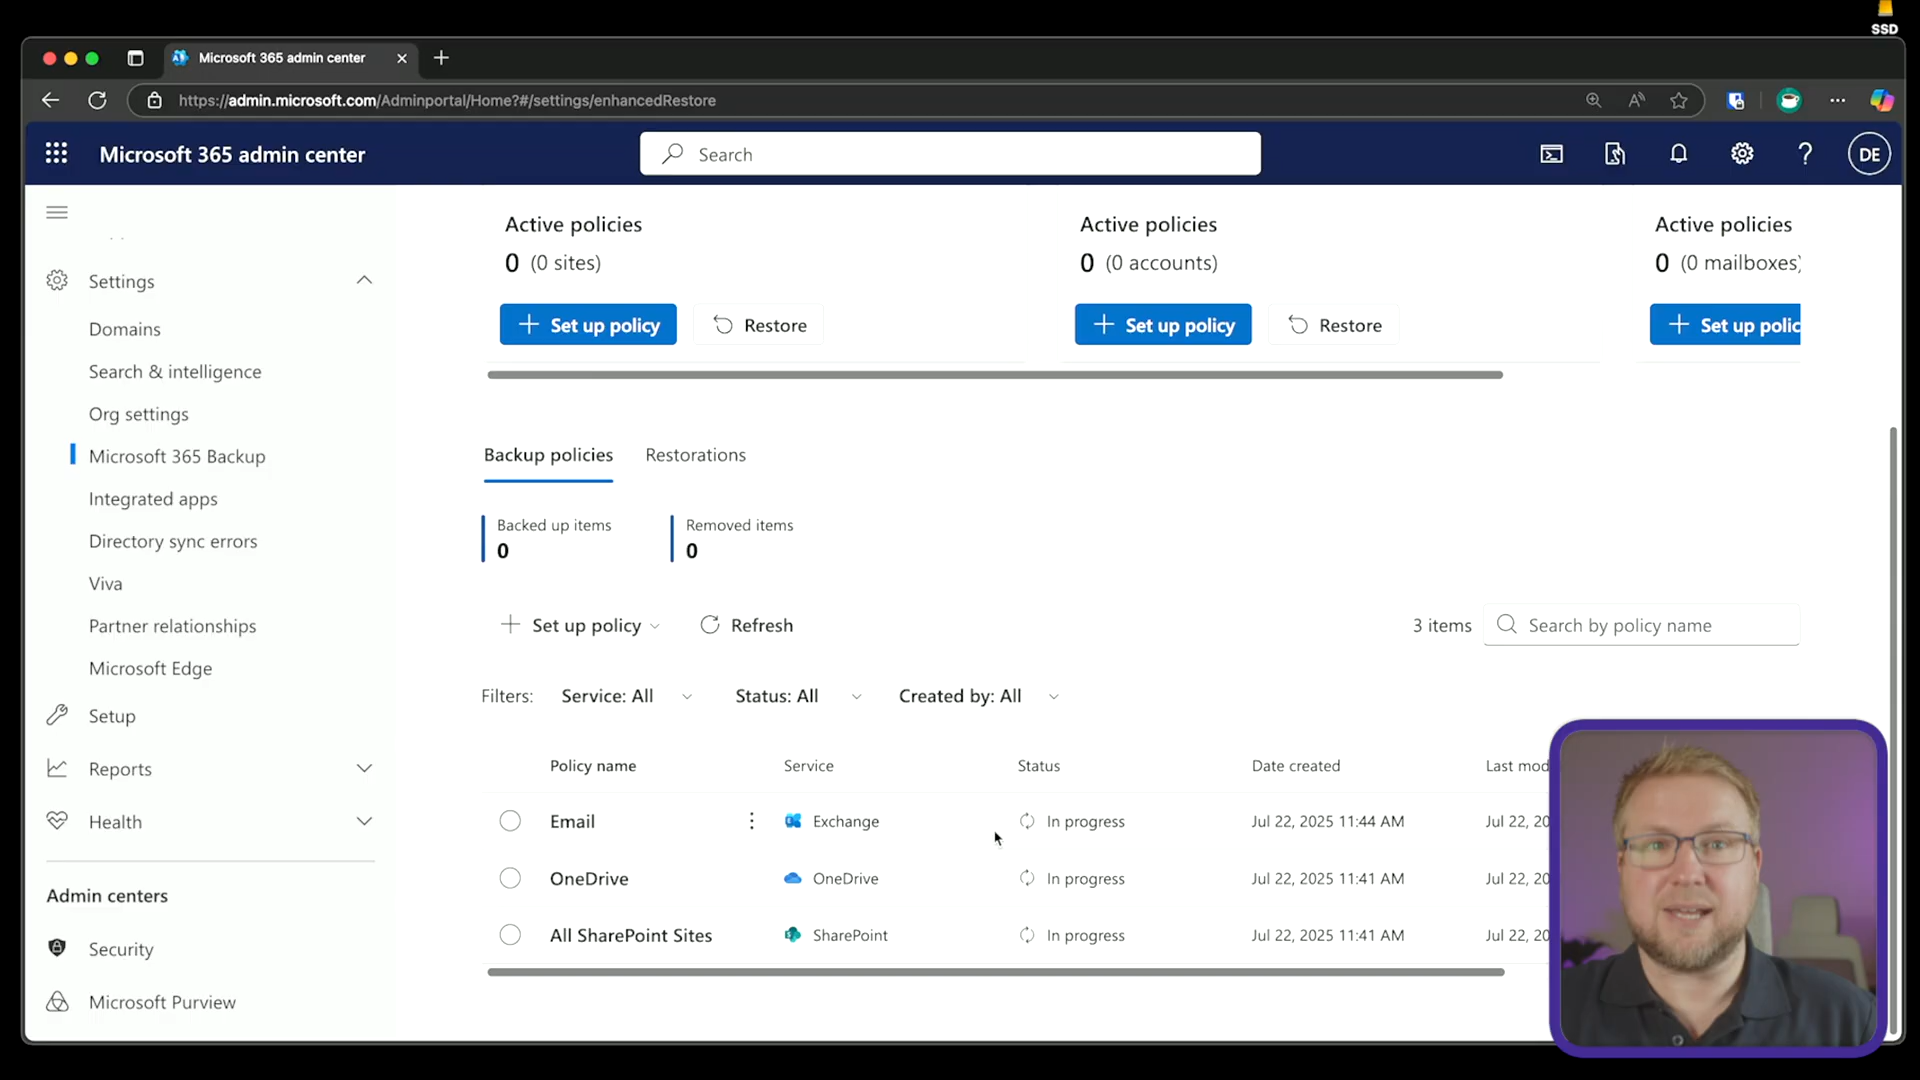 SSD
Microsoft 365 admin center
https://admin.microsoft.com/Adminportal/Home?#/settings/enhancedRestore
Microsoft 365 admin center
Search
DE
Settings
Domains
Search & intelligence
Org settings
Microsoft 365 Backup
Integrated apps
Directory sync errors
Viva
Partner relationships
Microsoft Edge
Setup
Reports
Health
Admin centers
Security
Microsoft Purview
Active policies
0 (0 sites)
+ Set up policy Restore
Active policies
0 (0 accounts)
+ Set up policy Restore
Active policies
0 (0 mailboxes)
+ Set up polic
Backup policies Restorations
Backed up items Removed items
0 0
+ Set up policy Refresh 3 items Search by policy name
Filters: Service: All Status: All Created by: All
Policy name Service Status Date created Last mod
Email Exchange In progress Jul 22, 2025 11:44 AM Jul 22, 20
OneDrive OneDrive In progress Jul 22, 2025 11:41 AM Jul 22, 20
All SharePoint Sites SharePoint In progress Jul 22, 2025 11:41 AM Jul 22, 20